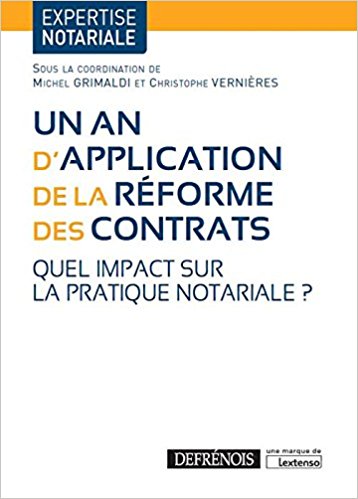 EXPERTISE
NOTARIALE
SOUS LA COORDINATION DE
MICHEL GRIMALDI ET CHRISTOPHE VERNIÈRES
UN AN
D'APPLICATION
DE LA RÉFORME
DES CONTRATS
QUEL IMPACT SUR
LA PRATIQUE NOTARIALE ?
DEFRÉNOIS
une marque de
Lextenso